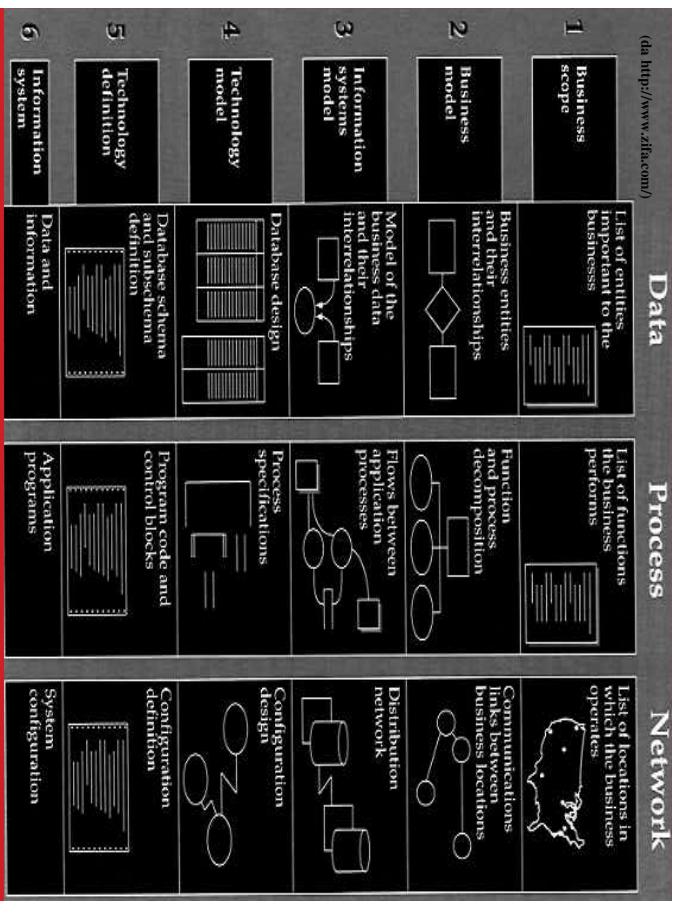 (da http://www.zifa.com/)
Data
Process
Network
1
Business
scope
List of entities
important to the
businesss
List of functions
the business
performs
List of locations in
which the business
operates
2
Business
model
Business entities
and their
interrelationships
Function
and process
decomposition
Communications
links between
business locations
3
Information
systems
model
Model of the
business data
and their
interrelationships
Flows between
application
processes
Distribution
network
4
Technology
model
Database design
Process
specifications
Configuration
design
5
Technology
definition
Database schema
and subschema
definition
Program code and
control blocks
Configuration
definition
6
Information
system
Data and
information
Application
programs
System
configuration